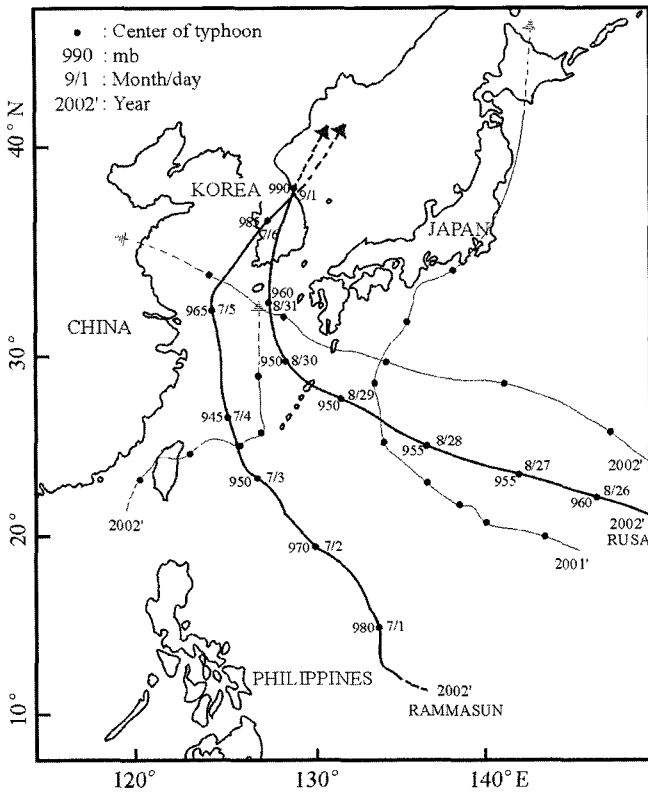 • : Center of typhoon
990 : mb
9/1 : Month/day
2002' : Year
40° N
30°
20°
10°
KOREA
JAPAN
CHINA
PHILIPPINES
990
9/1
985
7/6
960
8/31
965 7/5
950 8/30
950 8/29
945 7/4
955 8/28
950 7/3
955 8/27
960 8/26
970 7/2
980 7/1
2002'
2002'
2002'
RUSA
2001'
2002'
RAMMASUN
120°
130°
140° E